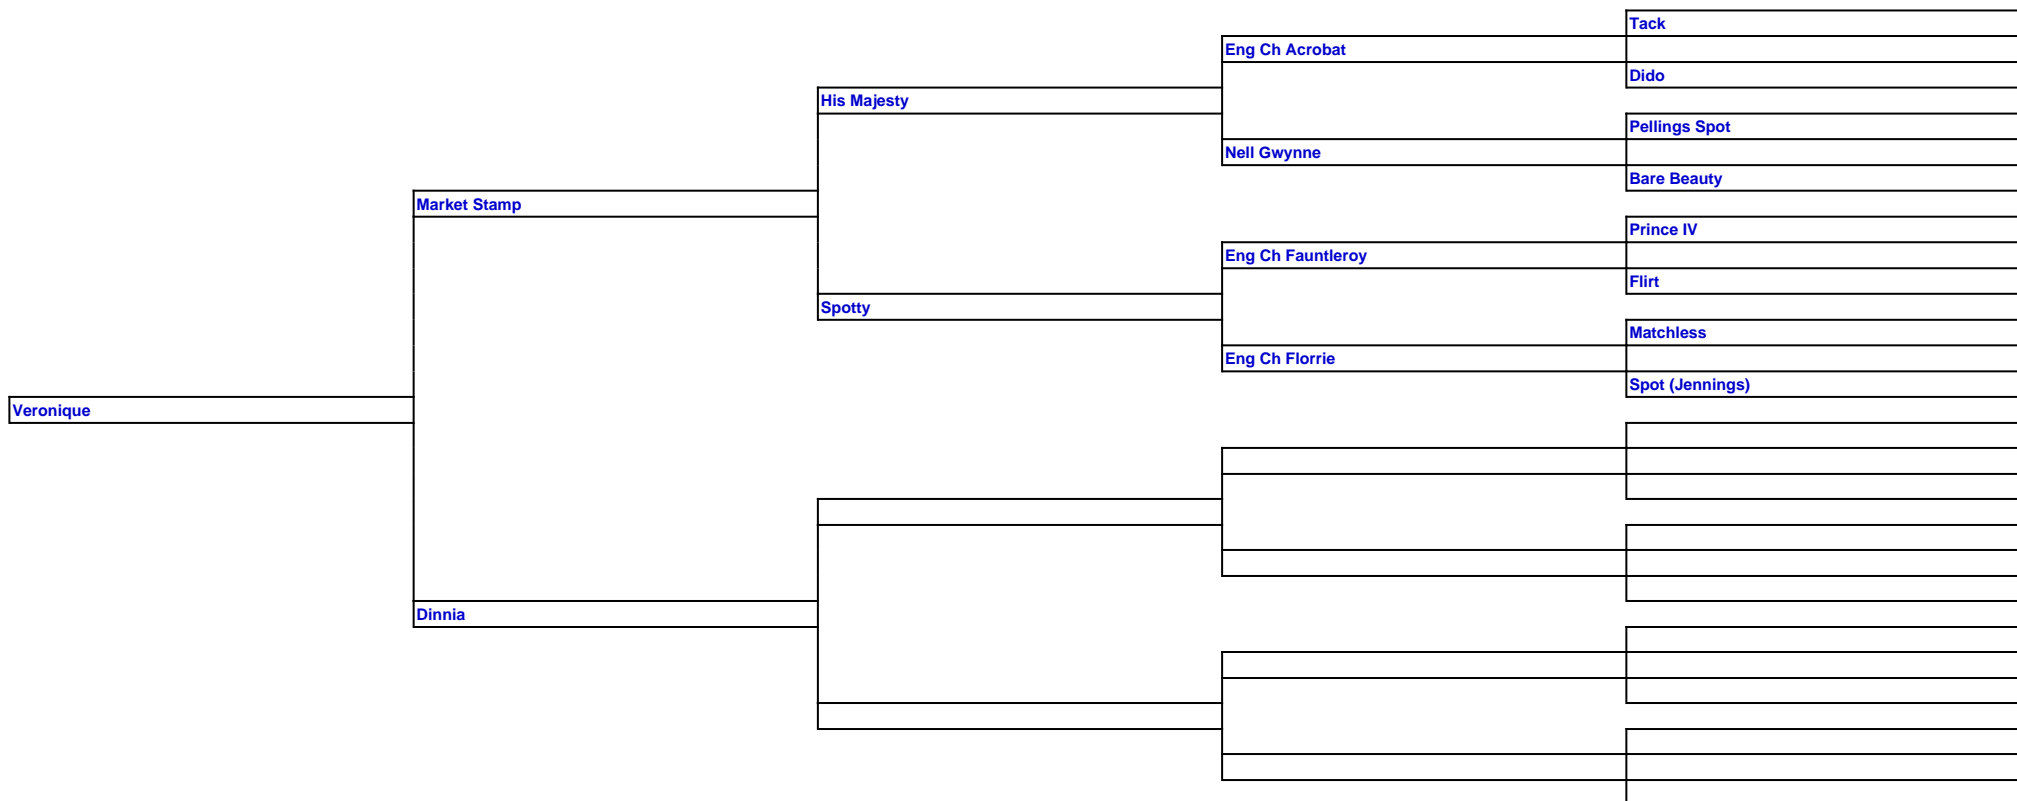 Tack
Eng Ch Acrobat
Dido
His Majesty
Pellings Spot
Nell Gwynne
Bare Beauty
Market Stamp
Prince IV
Eng Ch Fauntleroy
Flirt
Spotty
Matchless
Eng Ch Florrie
Spot (Jennings)
Veronique
Dinnia